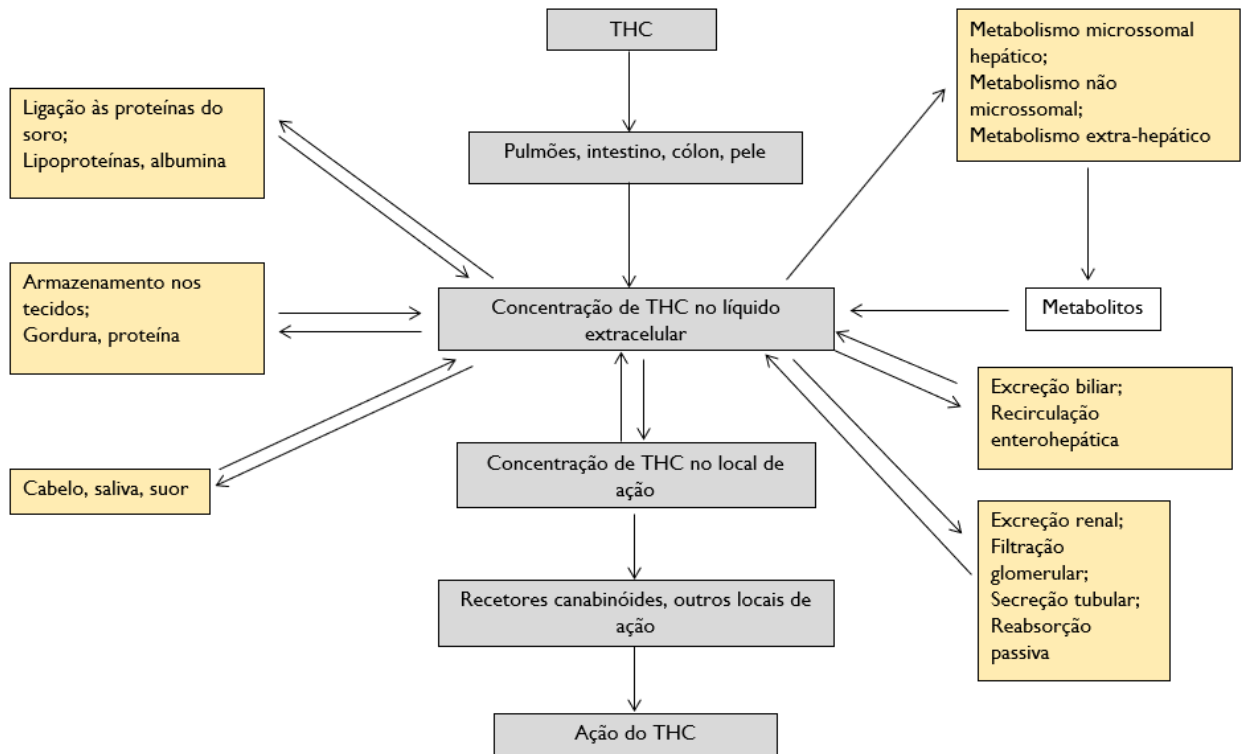 THC
Pulmões, intestino, cólon, pele
Concentração de THC no líquido
extracelular
Concentração de THC no local de
ação
Recetores canabinóides, outros locais de
ação
Ação do THC
Ligação às proteínas do
soro;
Lipoproteínas, albumina
Armazenamento nos
tecidos;
Gordura, proteína
Cabelo, saliva, suor
Metabolismo microssomal
hepático;
Metabolismo não
microssomal;
Metabolismo extra-hepático
Metabolitos
Excreção biliar;
Recirculação
enterohepática
Excreção renal;
Filtração
glomerular;
Secreção tubular;
Reabsorção
passiva